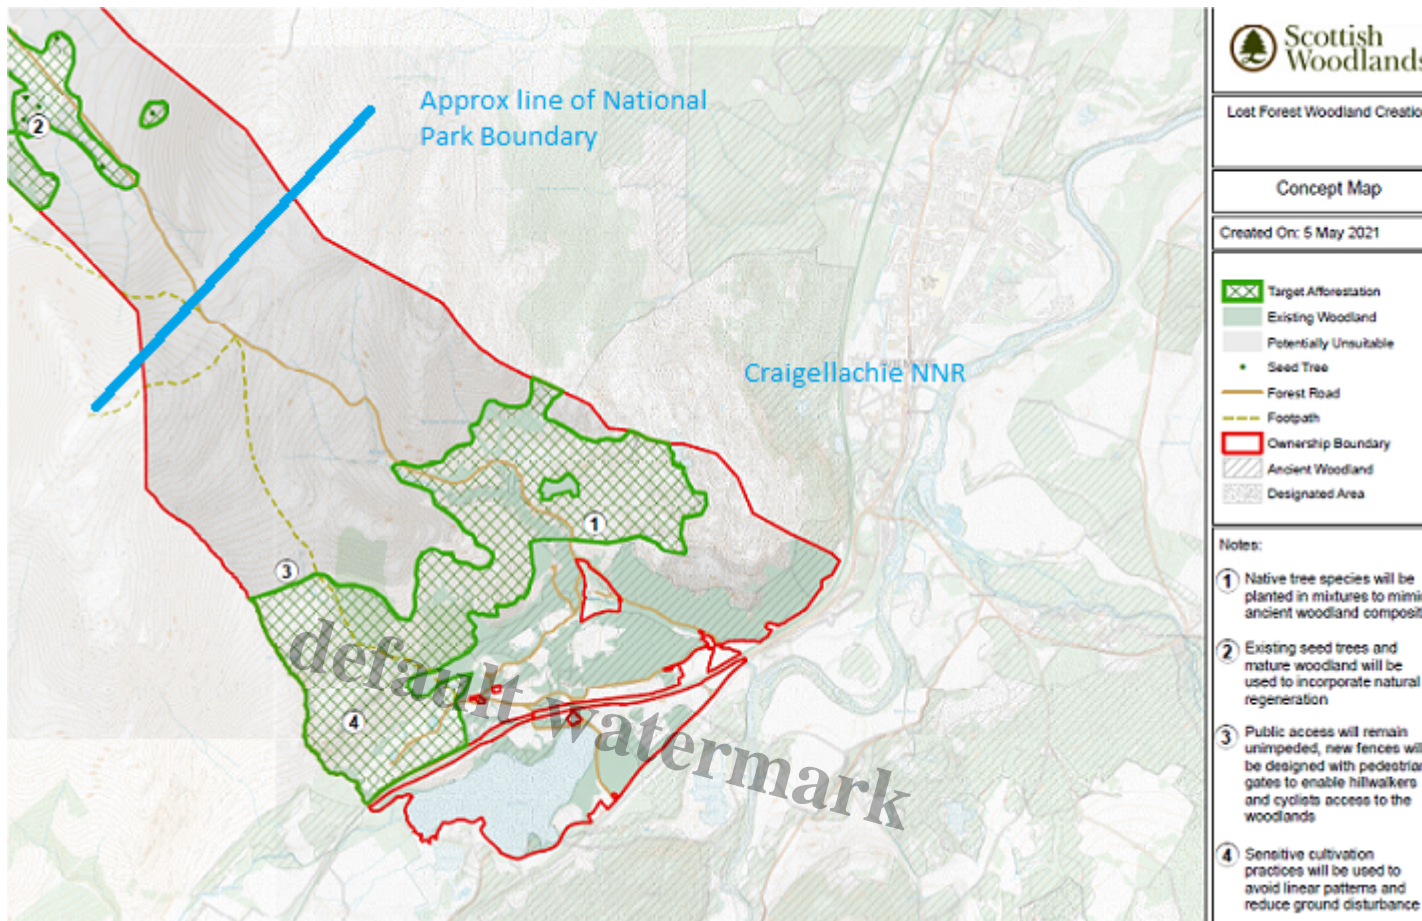 Approx line of National
Park Boundary
Craigellachie NNR
2
1
3
4
default watermark
Scottish
Woodlands
Lost Forest Woodland Creatio
Concept Map
Created On: 5 May 2021
Target Afforestation
Existing Woodland
Potentially Unsuitable
Seed Tree
Forest Road
Footpath
Ownership Boundary
Ancient Woodland
Designated Area
Notes:
1 Native tree species will be
planted in mixtures to mimi
ancient woodland composit
2 Existing seed trees and
mature woodland will be
used to incorporate natural
regeneration
3 Public access will remain
unimpeded, new fences will
be designed with pedestrian
gates to enable hillwalkers
and cyclists access to the
woodlands
4 Sensitive cultivation
practices will be used to
avoid linear patterns and
reduce ground disturbance